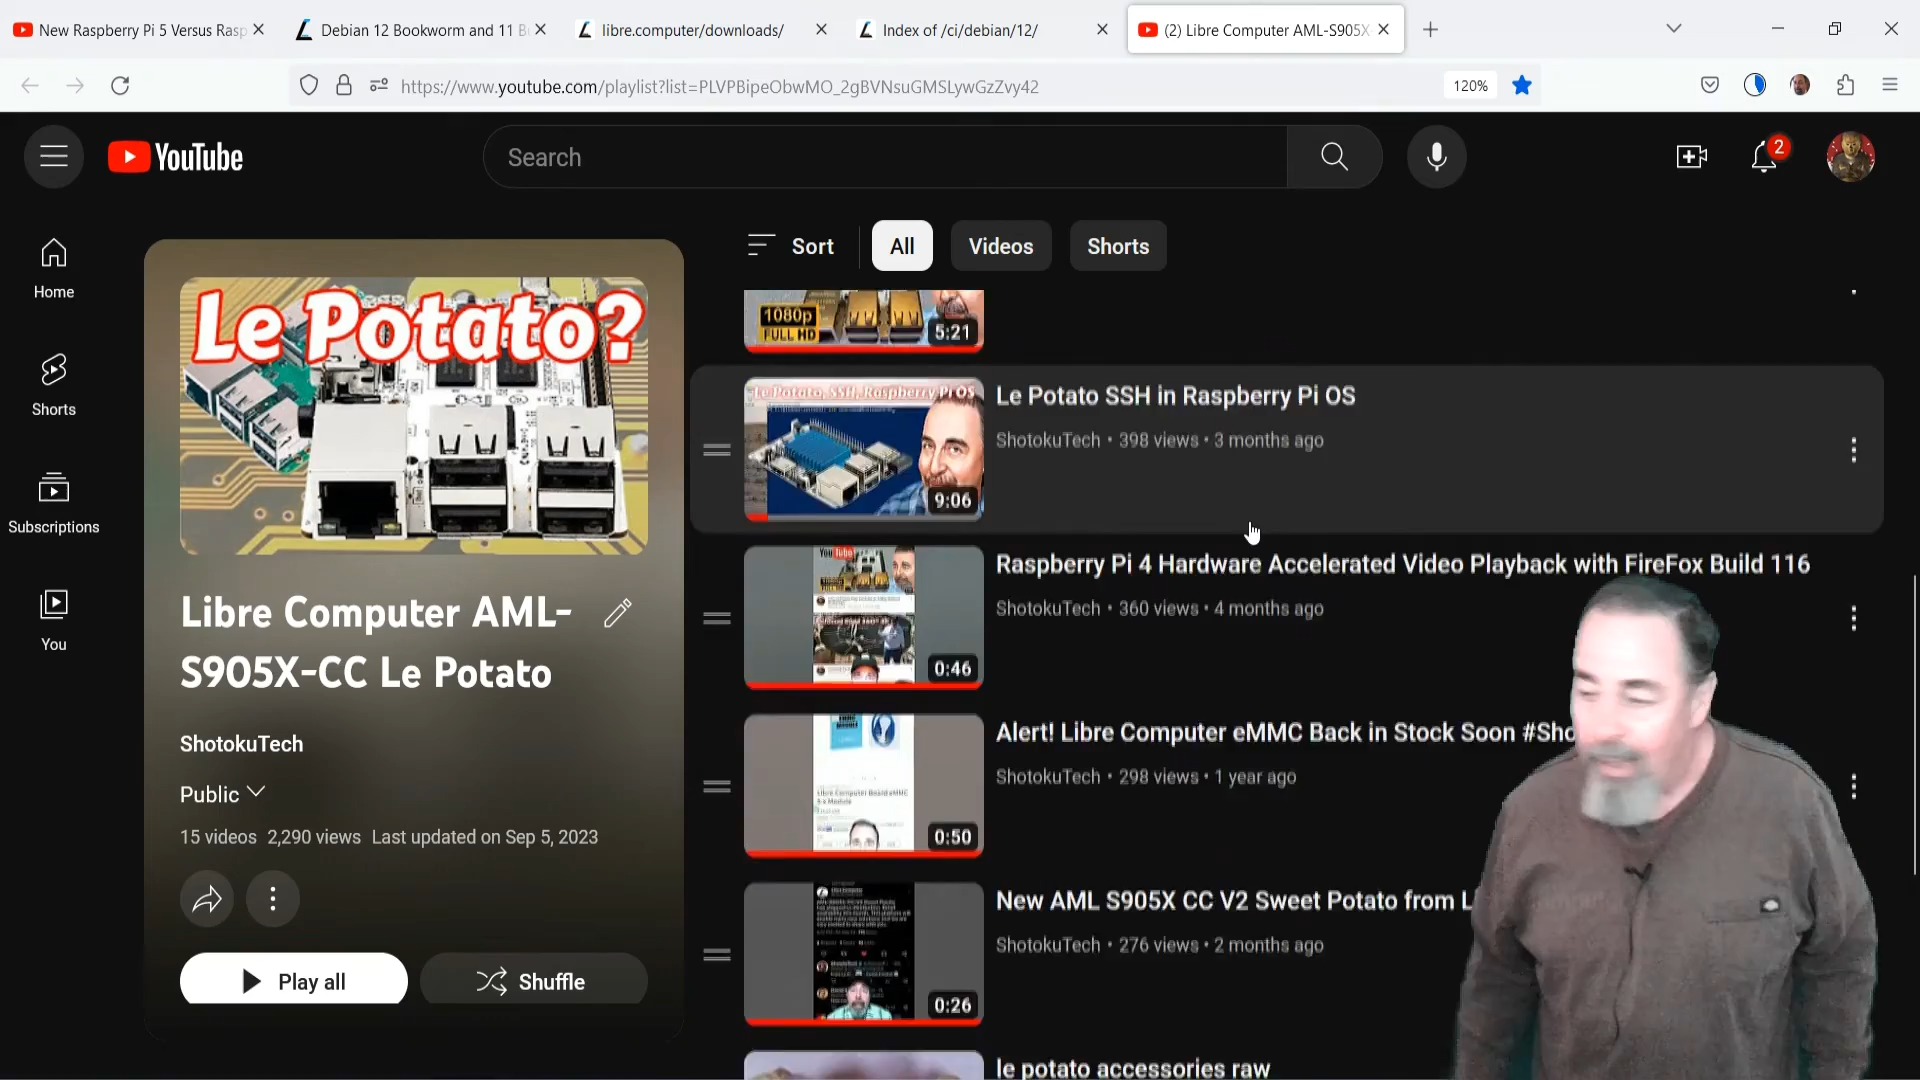 New Raspberry Pi 5 Versus Rasp
Debian 12 Bookworm and 11 B
libre.computer/downloads/
Index of /ci/debian/12/
(2) Libre Computer AML-S905X
https://www.youtube.com/playlist?list=PLVPBipeObwMO_2gBVNsuGMSLywGzZvy42
120%
YouTube
Search
2
Home
Shorts
Subscriptions
You
Le Potato?
Libre Computer AML-
S905X-CC Le Potato
ShotokuTech
Public
15 videos 2,290 views Last updated on Sep 5, 2023
Play all
Shuffle
Sort
All
Videos
Shorts
1080p
FULL HD
5:21
Le Potato, SSH, Raspberry Pi OS
9:06
Le Potato SSH in Raspberry Pi OS
ShotokuTech • 398 views • 3 months ago
YouTube
0:46
Raspberry Pi 4 Hardware Accelerated Video Playback with FireFox Build 116
ShotokuTech • 360 views • 4 months ago
Libre Computer Board eMMC
0:50
Alert! Libre Computer eMMC Back in Stock Soon #Sho
ShotokuTech • 298 views • 1 year ago
0:26
New AML S905X CC V2 Sweet Potato from L
ShotokuTech • 276 views • 2 months ago
le potato accessories raw